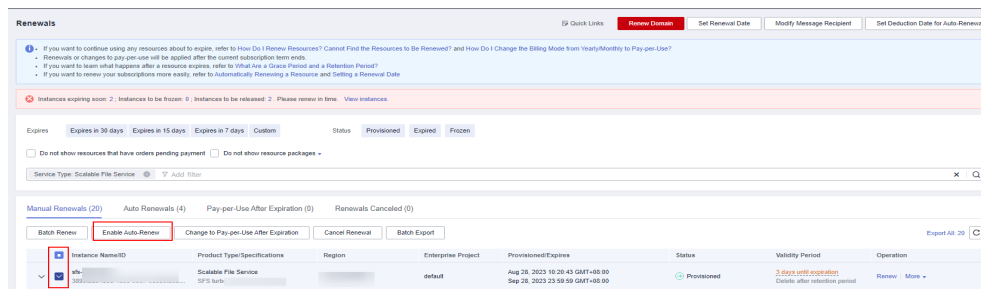 Renewals
Quick Links
Renew Domain
Set Renewal Date
Modify Message Recipient
Set Deduction Date for Auto-Renewa
If you want to continue using any resources about to expire, refer to How Do I Renew Resources? Cannot Find the Resources to Be Renewed? and How Do I Change the Billing Mode from Yearly/Monthly to Pay-per-Use?
Renewals or changes to pay-per-use will be applied after the current subscription term ends.
If you want to learn what happens after a resource expires, refer to What Are a Grace Period and a Retention Period?
If you want to renew your subscriptions more easily, refer to Automatically Renewing a Resource and Setting a Renewal Date
Instances expiring soon: 2 ; Instances to be frozen: 0 ; Instances to be released: 2 . Please renew in time. View instances.
Expires
Expires in 30 days
Expires in 15 days
Expires in 7 days
Custom
Status
Provisioned
Expired
Frozen
Do not show resources that have orders pending payment
Do not show resource packages
Service Type: Scalable File Service
Add filter
Manual Renewals (20)
Auto Renewals (4)
Pay-per-Use After Expiration (0)
Renewals Canceled (0)
Batch Renew
Enable Auto-Renew
Change to Pay-per-Use After Expiration
Cancel Renewal
Batch Export
Export All: 20
Instance Name/ID
Product Type/Specifications
Region
Enterprise Project
Provisioned/Expires
Status
Validity Period
Operation
sfs-
Scalable File Service
SFS turb
default
Aug 28, 2023 10:20:43 GMT+08:00
Sep 28, 2023 23:59:59 GMT+08:00
Provisioned
3 days until expiration
Delete after retention period
Renew
More